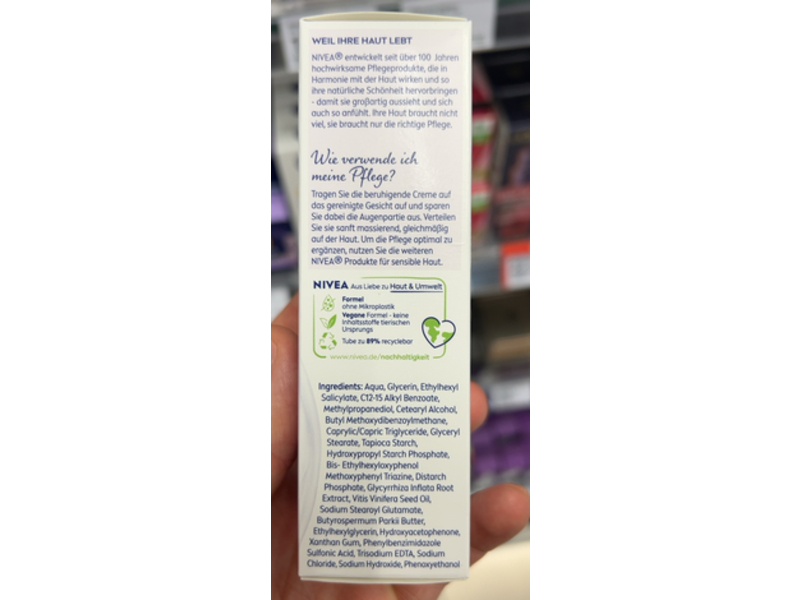 WEIL IHRE HAUT LEBT
NIVEA® entwickelt seit über 100 Jahren
hochwirksame Pflegeprodukte, die in
Harmonie mit der Haut wirken und so
ihre natürliche Schönheit hervorbringen
- damit sie großartig aussieht und sich
auch so anfühlt. Ihre Haut braucht nicht
viel, sie braucht nur die richtige Pflege.
Wie verwende ich
meine Pflege?
Tragen Sie die beruhigende Creme auf
das gereinigte Gesicht auf und sparen
Sie dabei die Augenpartie aus. Verteilen
Sie sie sanft massierend, gleichmäßig
auf der Haut. Um die Pflege optimal zu
ergänzen, nutzen Sie die weiteren
NIVEA® Produkte für sensible Haut.
NIVEA Aus Liebe zu Haut & Umwelt
Formel
ohne Mikroplastik
Vegane Formel - keine
Inhaltsstoffe tierischen
Ursprungs
Tube zu 89% recyclebar
www.nivea.de/nachhaltigkeit
Ingredients: Aqua, Glycerin, Ethylhexyl
Salicylate, C12-15 Alkyl Benzoate,
Methylpropanediol, Cetearyl Alcohol,
Butyl Methoxydibenzoylmethane,
Caprylic/Capric Triglyceride, Glyceryl
Stearate, Tapioca Starch,
Hydroxypropyl Starch Phosphate,
Bis- Ethylhexyloxyphenol
Methoxyphenyl Triazine, Distarch
Phosphate, Glycyrrhiza Inflata Root
Extract, Vitis Vinifera Seed Oil,
Sodium Stearoyl Glutamate,
Butyrospermum Parkii Butter,
Ethylhexylglycerin, Hydroxyacetophenone,
Xanthan Gum, Phenylbenzimidazole
Sulfonic Acid, Trisodium EDTA, Sodium
Chloride, Sodium Hydroxide, Phenoxyethanol